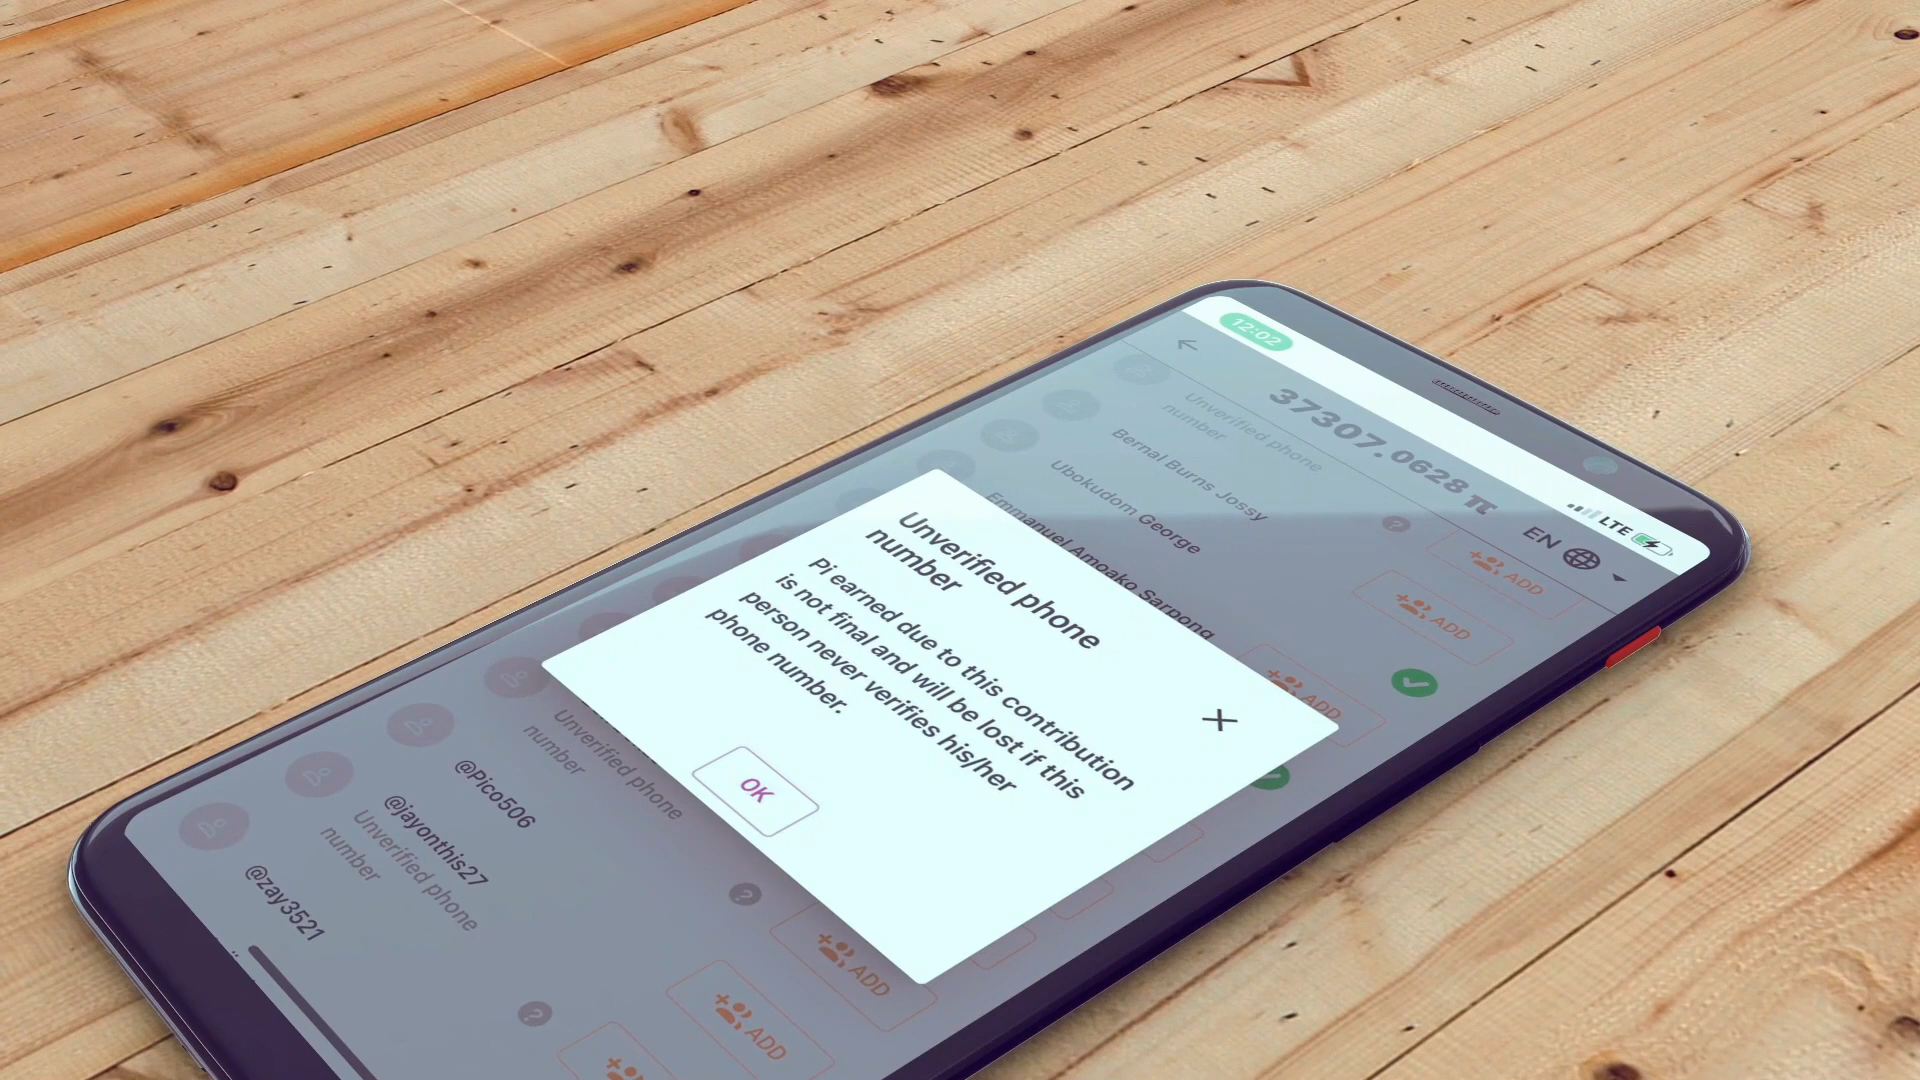 12:02
LTE
37307.0628 π
EN
Unverified phone
number
ADD
Bernal Burns Jossy
ADD
Ubokudom George
Emmanuel Amoako Sarpong
ADD
Unverified phone
number
Pi earned due to this contribution
is not final and will be lost if this
person never verifies his/her
phone number.
OK
Unverified phone
number
ADD
@Pico506
ADD
@jayonthis27
Unverified phone
number
@zay3521